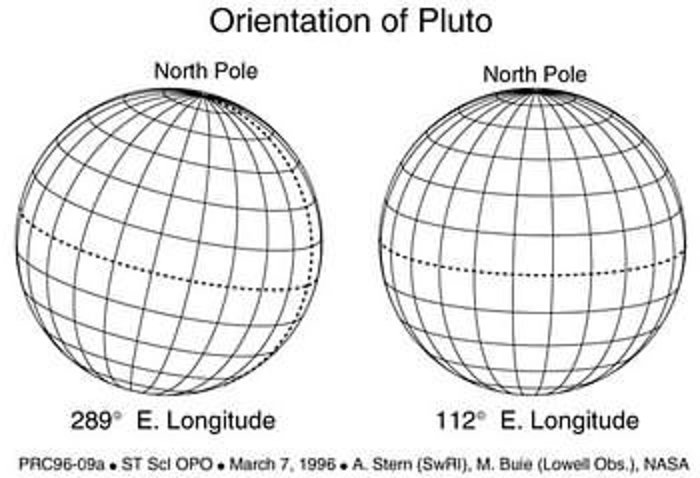 Orientation of Pluto
North Pole
North Pole
289° E. Longitude
112° E. Longitude
PRC96-09a • ST ScI OPO • March 7, 1996 • A. Stern (SwRI), M. Buie (Lowell Obs.), NASA